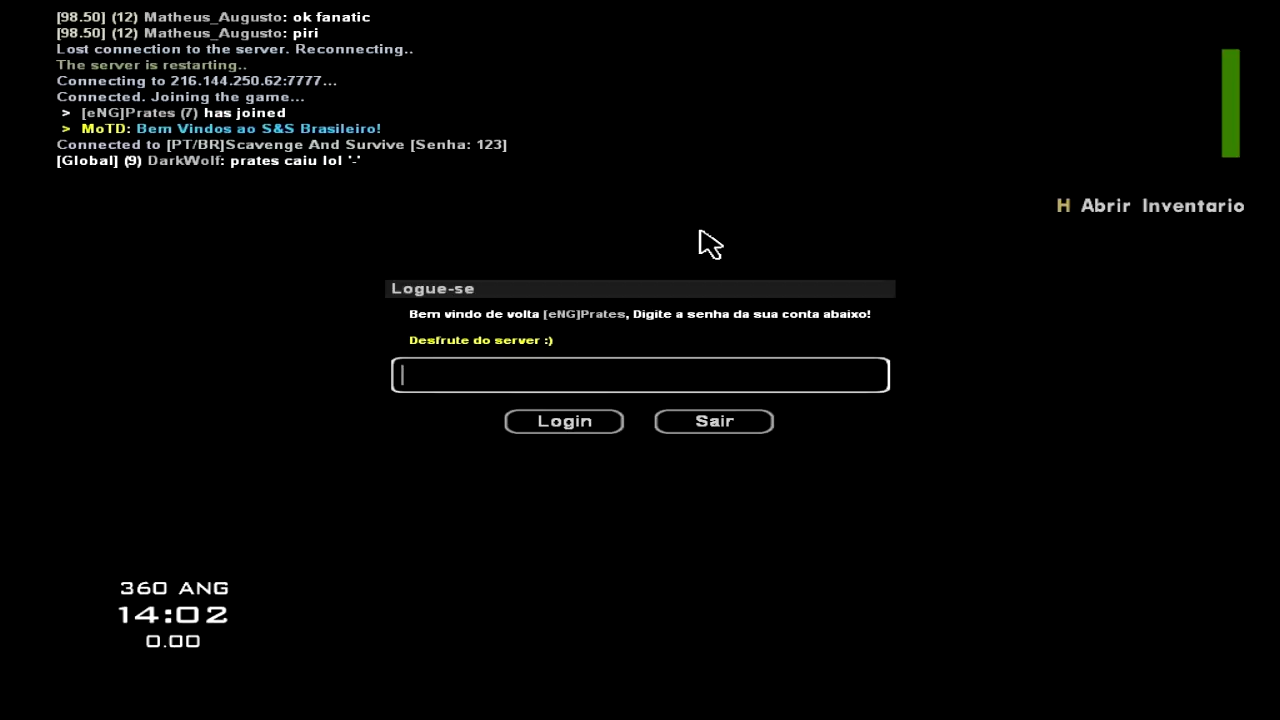 [98.50] (12) Matheus_Augusto: ok fanatic
[98.50] (12) Matheus_Augusto: piri
Lost connection to the server. Reconnecting..
The server is restarting..
Connecting to 216.144.250.62:7777...
Connected. Joining the game...
> [eNG]Prates (7) has joined
> MoTD: Bem Vindos ao S&S Brasileiro!
Connected to [PT/BR]Scavenge And Survive [Senha: 123]
[Global] (9) DarkWolf: prates caiu lol '-'
H Abrir Inventario
Logue-se
Bem vindo de volta [eNG]Prates, Digite a senha da sua conta abaixo!
Desfrute do server :)
Login Sair
360 ANG
14:02
0.00